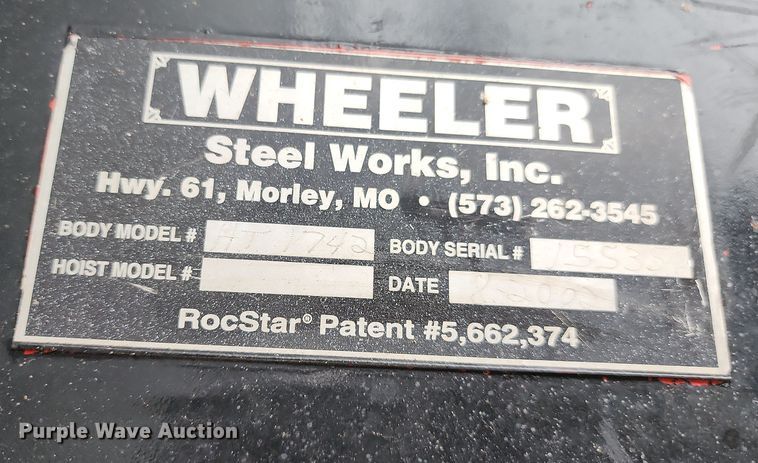 WHEELER
Steel Works, Inc.
Hwy. 61, Morley, MO • (573) 262-3545
BODY MODEL # 1742 BODY SERIAL #
HOIST MODEL # DATE
RocStar® Patent #5,662,374
Purple Wave Auction